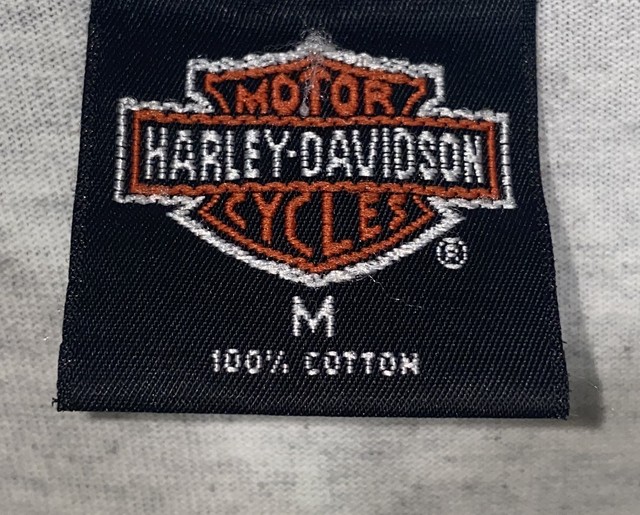 MOTOR
HARLEY-DAVIDSON
CYCLES
®
M
100% COTTON